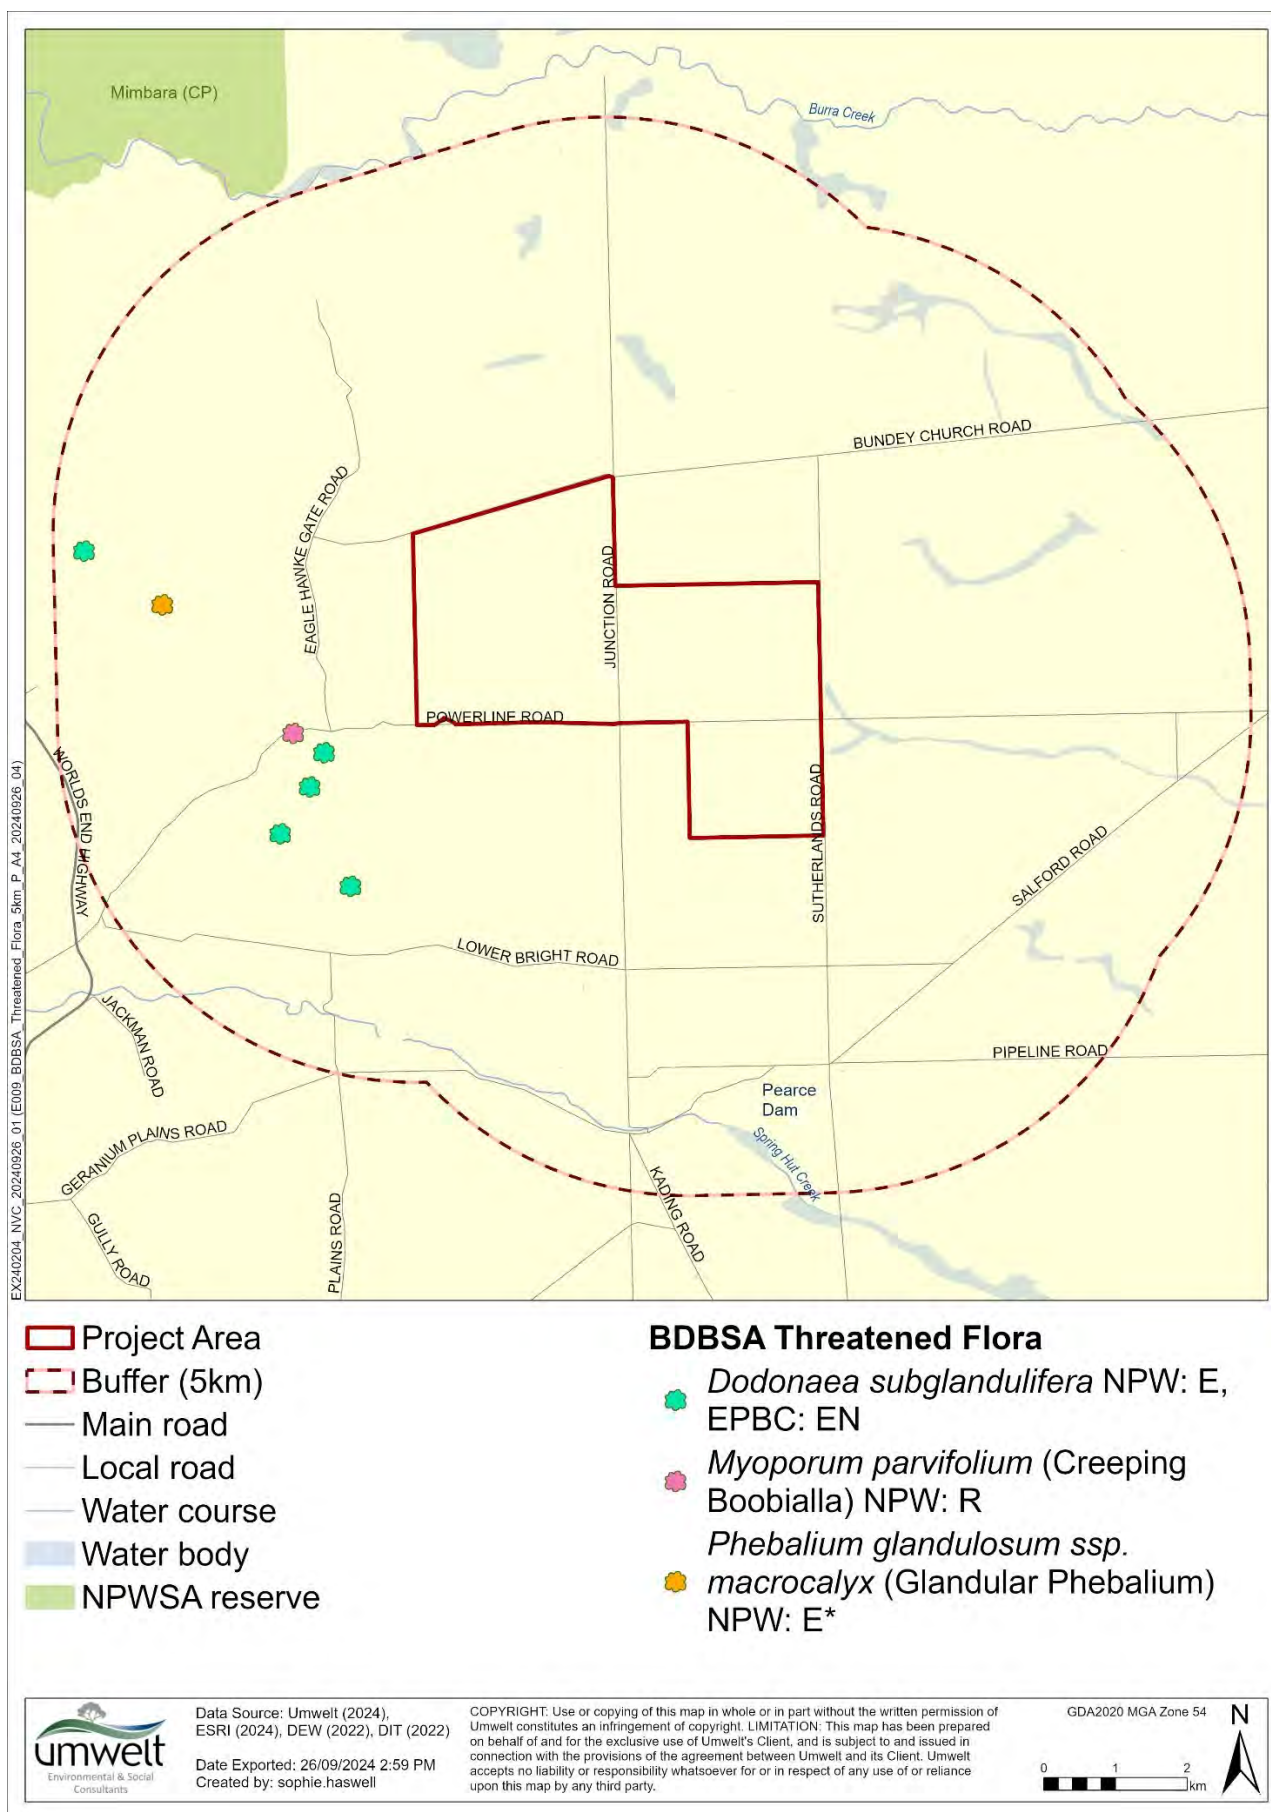 Mimbara (CP)
Burra Creek
BUNDEY CHURCH ROAD
EAGLE HAWKE GATE ROAD
JUNCTION ROAD
POWERLINE ROAD
WORLDS END HIGHWAY
SUTHERLANDS ROAD
SALFORD ROAD
LOWER BRIGHT ROAD
JACKMAN ROAD
PIPELINE ROAD
Pearce
Dam
Spring Hut Creek
GERANIUM PLAINS ROAD
KADING ROAD
GULLY ROAD
PLAINS ROAD
EX240204_NVC_20240926_01 (E009_BDBSA_Threatened_Flora_5km_P_A4_20240926_04)
Project Area
Buffer (5km)
Main road
Local road
Water course
Water body
NPWSA reserve
BDBSA Threatened Flora
Dodonaea subglandulifera NPW: E,
EPBC: EN
Myoporum parvifolium (Creeping
Boobialla) NPW: R
Phebalium glandulosum ssp.
macrocalyx (Glandular Phebalium)
NPW: E*
umwelt
Environmental & Social
Consultants
Data Source: Umwelt (2024),
ESRI (2024), DEW (2022), DIT (2022)
Date Exported: 26/09/2024 2:59 PM
Created by: sophie.haswell
COPYRIGHT: Use or copying of this map in whole or in part without the written permission of
Umwelt constitutes an infringement of copyright. LIMITATION: This map has been prepared
on behalf of and for the exclusive use of Umwelt's Client, and is subject to and issued in
connection with the provisions of the agreement between Umwelt and its Client. Umwelt
accepts no liability or responsibility whatsoever for or in respect of any use of or reliance
upon this map by any third party.
GDA2020 MGA Zone 54
N
0 1 2
km